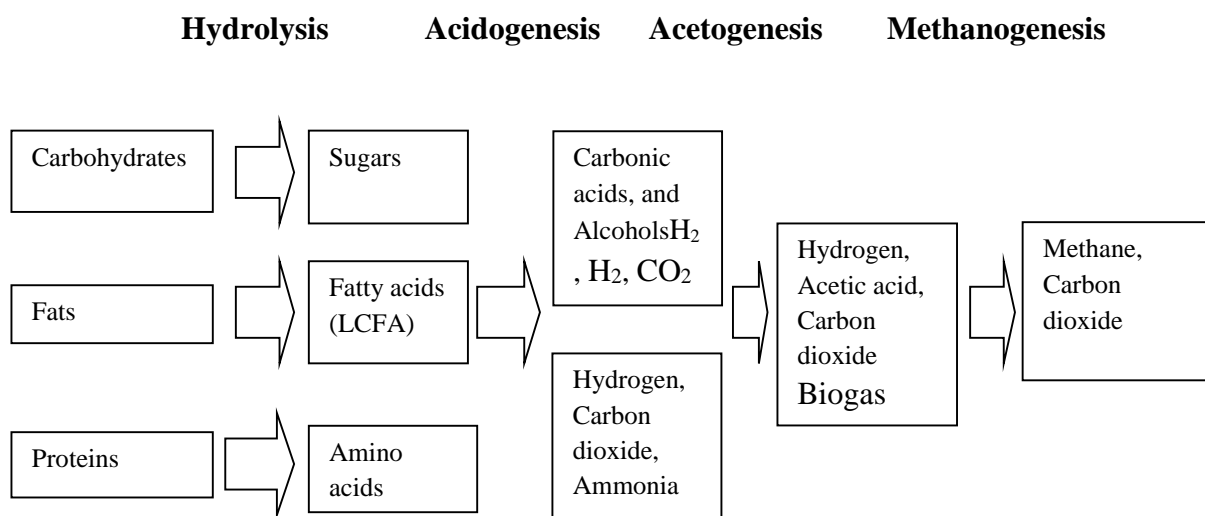 Hydrolysis Acidogenesis Acetogenesis Methanogenesis
Carbohydrates
Sugars
Carbonic
acids, and
AlcoholsH₂
, H₂, CO₂
Fats
Fatty acids
(LCFA)
Hydrogen,
Acetic acid,
Carbon
dioxide
Biogas
Methane,
Carbon
dioxide
Proteins
Amino
acids
Hydrogen,
Carbon
dioxide,
Ammonia